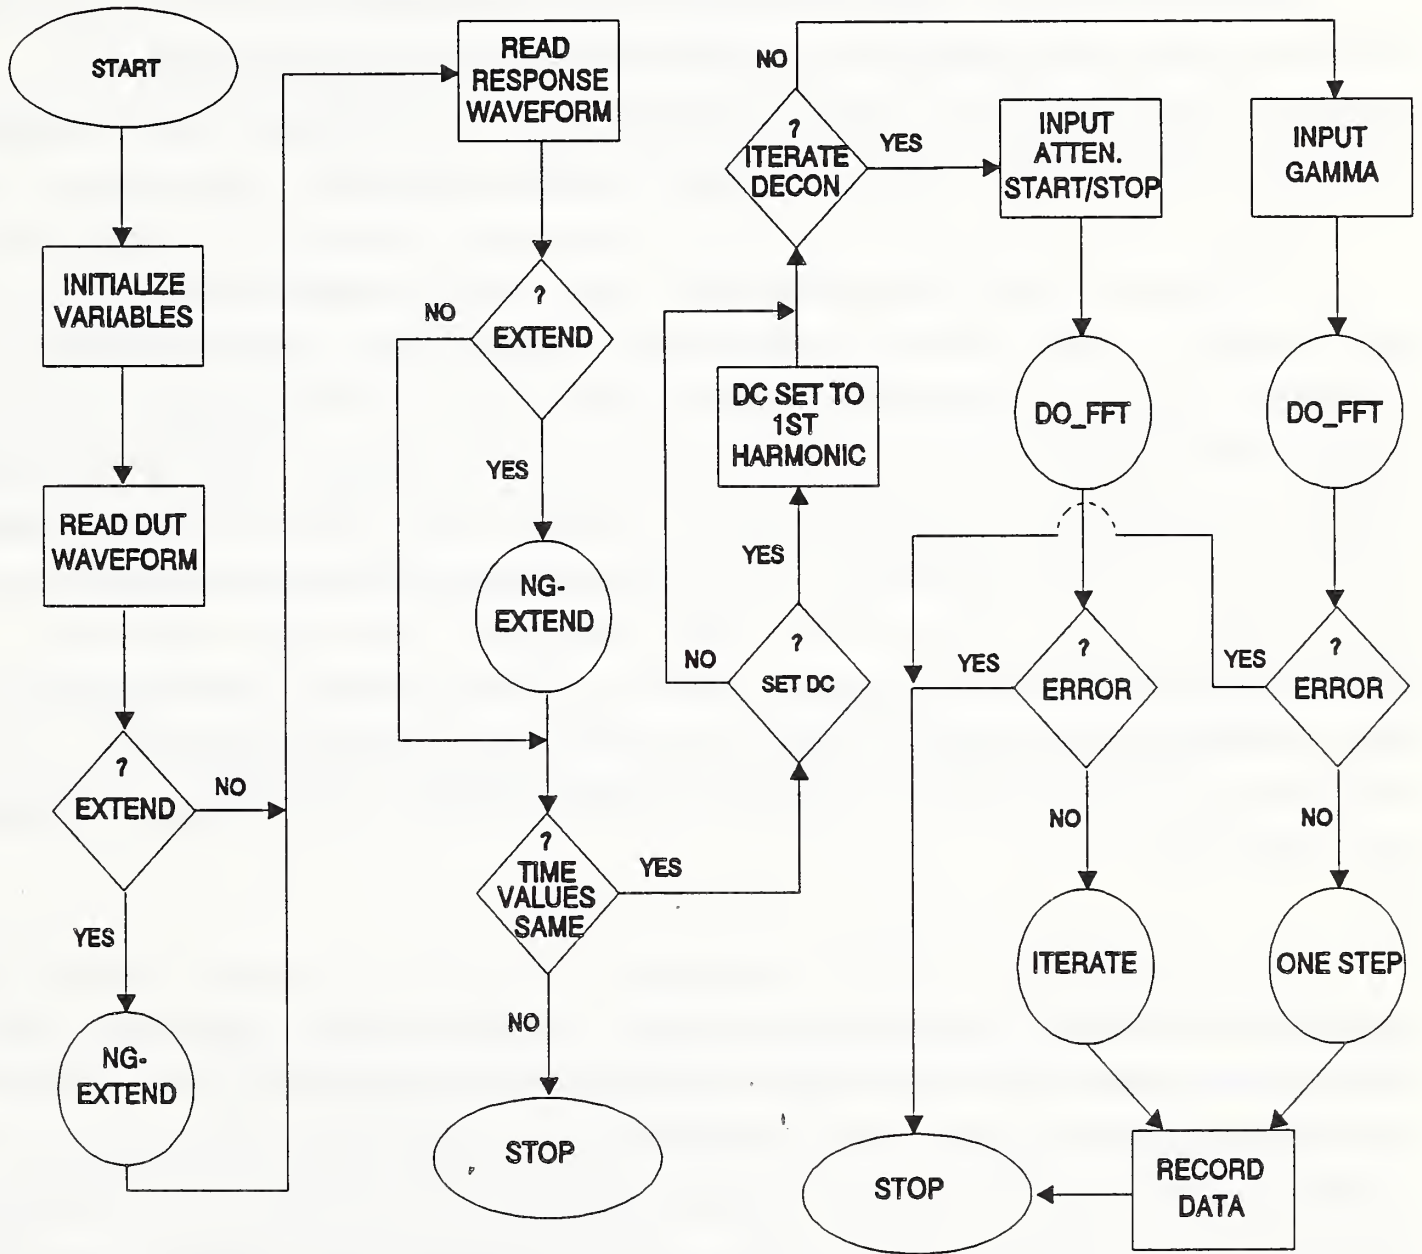 START
INITIALIZE
VARIABLES
READ DUT
WAVEFORM
?
EXTEND
NO
YES
NG-
EXTEND
READ
RESPONSE
WAVEFORM
?
EXTEND
NO
YES
NG-
EXTEND
?
TIME
VALUES
SAME
YES
NO
STOP
?
SET DC
NO
YES
DC SET TO
1ST
HARMONIC
?
ITERATE
DECON
NO
YES
INPUT
ATTEN.
START/STOP
DO_FFT
?
ERROR
YES
NO
ITERATE
INPUT
GAMMA
DO_FFT
?
ERROR
YES
NO
ONE STEP
RECORD
DATA
STOP